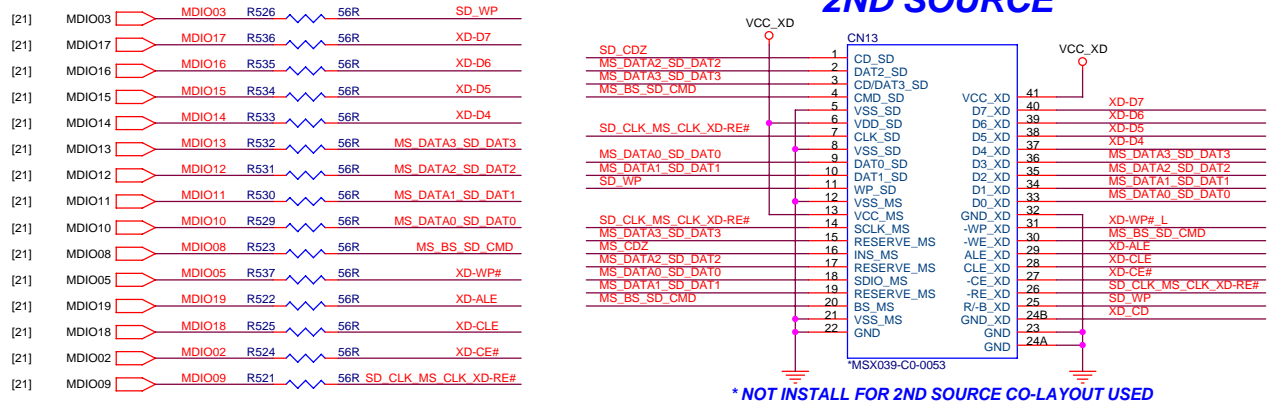 2ND SOURCE
[21] MDIO03 MDIO03 R526 56R SD_WP
[21] MDIO17 MDIO17 R536 56R XD-D7
[21] MDIO16 MDIO16 R535 56R XD-D6
[21] MDIO15 MDIO15 R534 56R XD-D5
[21] MDIO14 MDIO14 R533 56R XD-D4
[21] MDIO13 MDIO13 R532 56R MS_DATA3_SD_DAT3
[21] MDIO12 MDIO12 R531 56R MS_DATA2_SD_DAT2
[21] MDIO11 MDIO11 R530 56R MS_DATA1_SD_DAT1
[21] MDIO10 MDIO10 R529 56R MS_DATA0_SD_DAT0
[21] MDIO08 MDIO08 R523 56R MS_BS_SD_CMD
[21] MDIO05 MDIO05 R537 56R XD-WP#
[21] MDIO19 MDIO19 R522 56R XD-ALE
[21] MDIO18 MDIO18 R525 56R XD-CLE
[21] MDIO02 MDIO02 R524 56R XD-CE#
[21] MDIO09 MDIO09 R521 56R SD_CLK_MS_CLK_XD-RE#
VCC_XD
CN13
VCC_XD
SD_CDZ 1 CD_SD
MS_DATA2_SD_DAT2 2 DAT2_SD
MS_DATA3_SD_DAT3 3 CD/DAT3_SD
MS_BS_SD_CMD 4 CMD_SD
5 VSS_SD
6 VDD_SD
SD_CLK_MS_CLK_XD-RE# 7 CLK_SD
8 VSS_SD
MS_DATA0_SD_DAT0 9 DAT0_SD
MS_DATA1_SD_DAT1 10 DAT1_SD
SD_WP 11 WP_SD
12 VSS_MS
13 VCC_MS
SD_CLK_MS_CLK_XD-RE# 14 SCLK_MS
MS_DATA3_SD_DAT3 15 RESERVE_MS
MS_CDZ 16 INS_MS
MS_DATA2_SD_DAT2 17 RESERVE_MS
MS_DATA0_SD_DAT0 18 SDIO_MS
MS_DATA1_SD_DAT1 19 RESERVE_MS
MS_BS_SD_CMD 20 BS_MS
21 VSS_MS
22 GND
VCC_XD 41
D7_XD 40 XD-D7
D6_XD 39 XD-D6
D5_XD 38 XD-D5
D4_XD 37 XD-D4
D3_XD 36 MS_DATA3_SD_DAT3
D2_XD 35 MS_DATA2_SD_DAT2
D1_XD 34 MS_DATA1_SD_DAT1
D0_XD 33 MS_DATA0_SD_DAT0
GND_XD 32
-WP_XD 31 XD-WP#_L
-WE_XD 30 MS_BS_SD_CMD
ALE_XD 29 XD-ALE
CLE_XD 28 XD-CLE
-CE_XD 27 XD-CE#
-RE_XD 26 SD_CLK_MS_CLK_XD-RE#
R/-B_XD 25 SD_WP
GND_XD 24B XD_CD
GND 23
GND 24A
*MSX039-C0-0053
* NOT INSTALL FOR 2ND SOURCE CO-LAYOUT USED